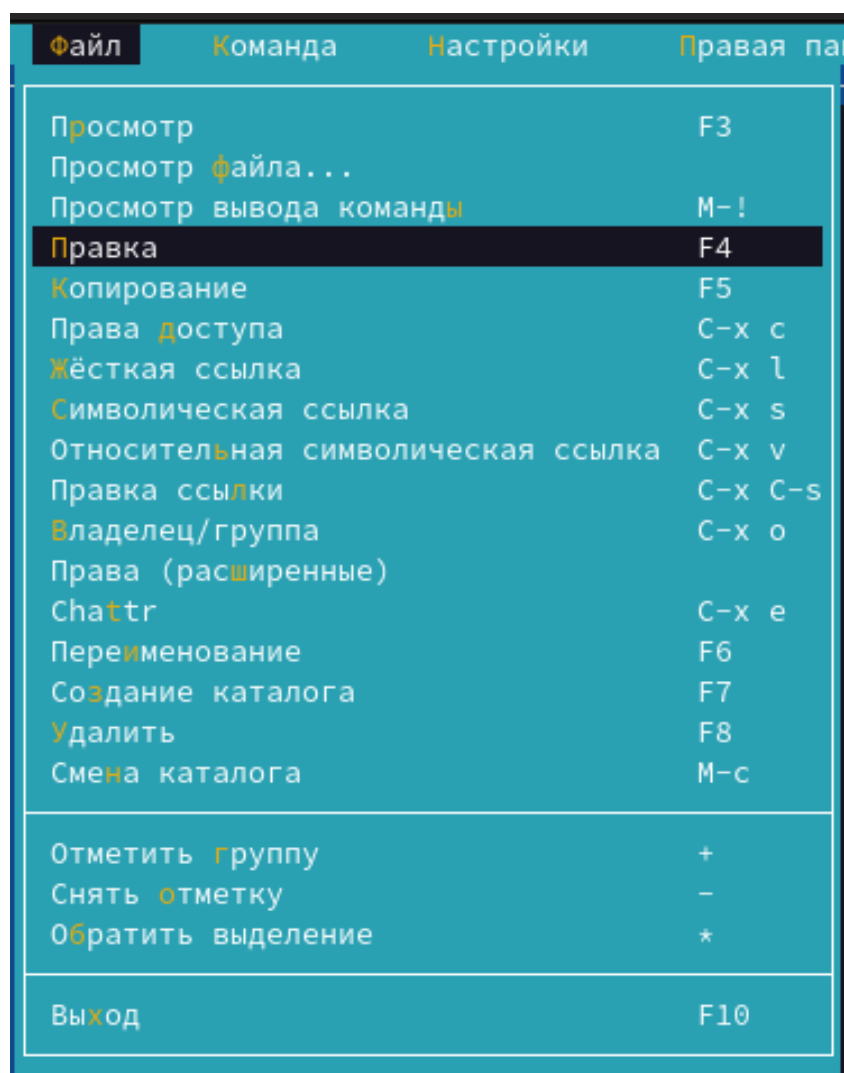 Файл Команда Настройки Правая па
Просмотр F3
Просмотр файла...
Просмотр вывода команды M-!
Правка F4
Копирование F5
Права доступа C-x c
Жёсткая ссылка C-x l
Символическая ссылка C-x s
Относительная символическая ссылка C-x v
Правка ссылки C-x C-s
Владелец/группа C-x o
Права (расширенные)
Chattr C-x e
Переименование F6
Создание каталога F7
Удалить F8
Смена каталога M-c
Отметить группу +
Снять отметку -
Обратить выделение *
Выход F10